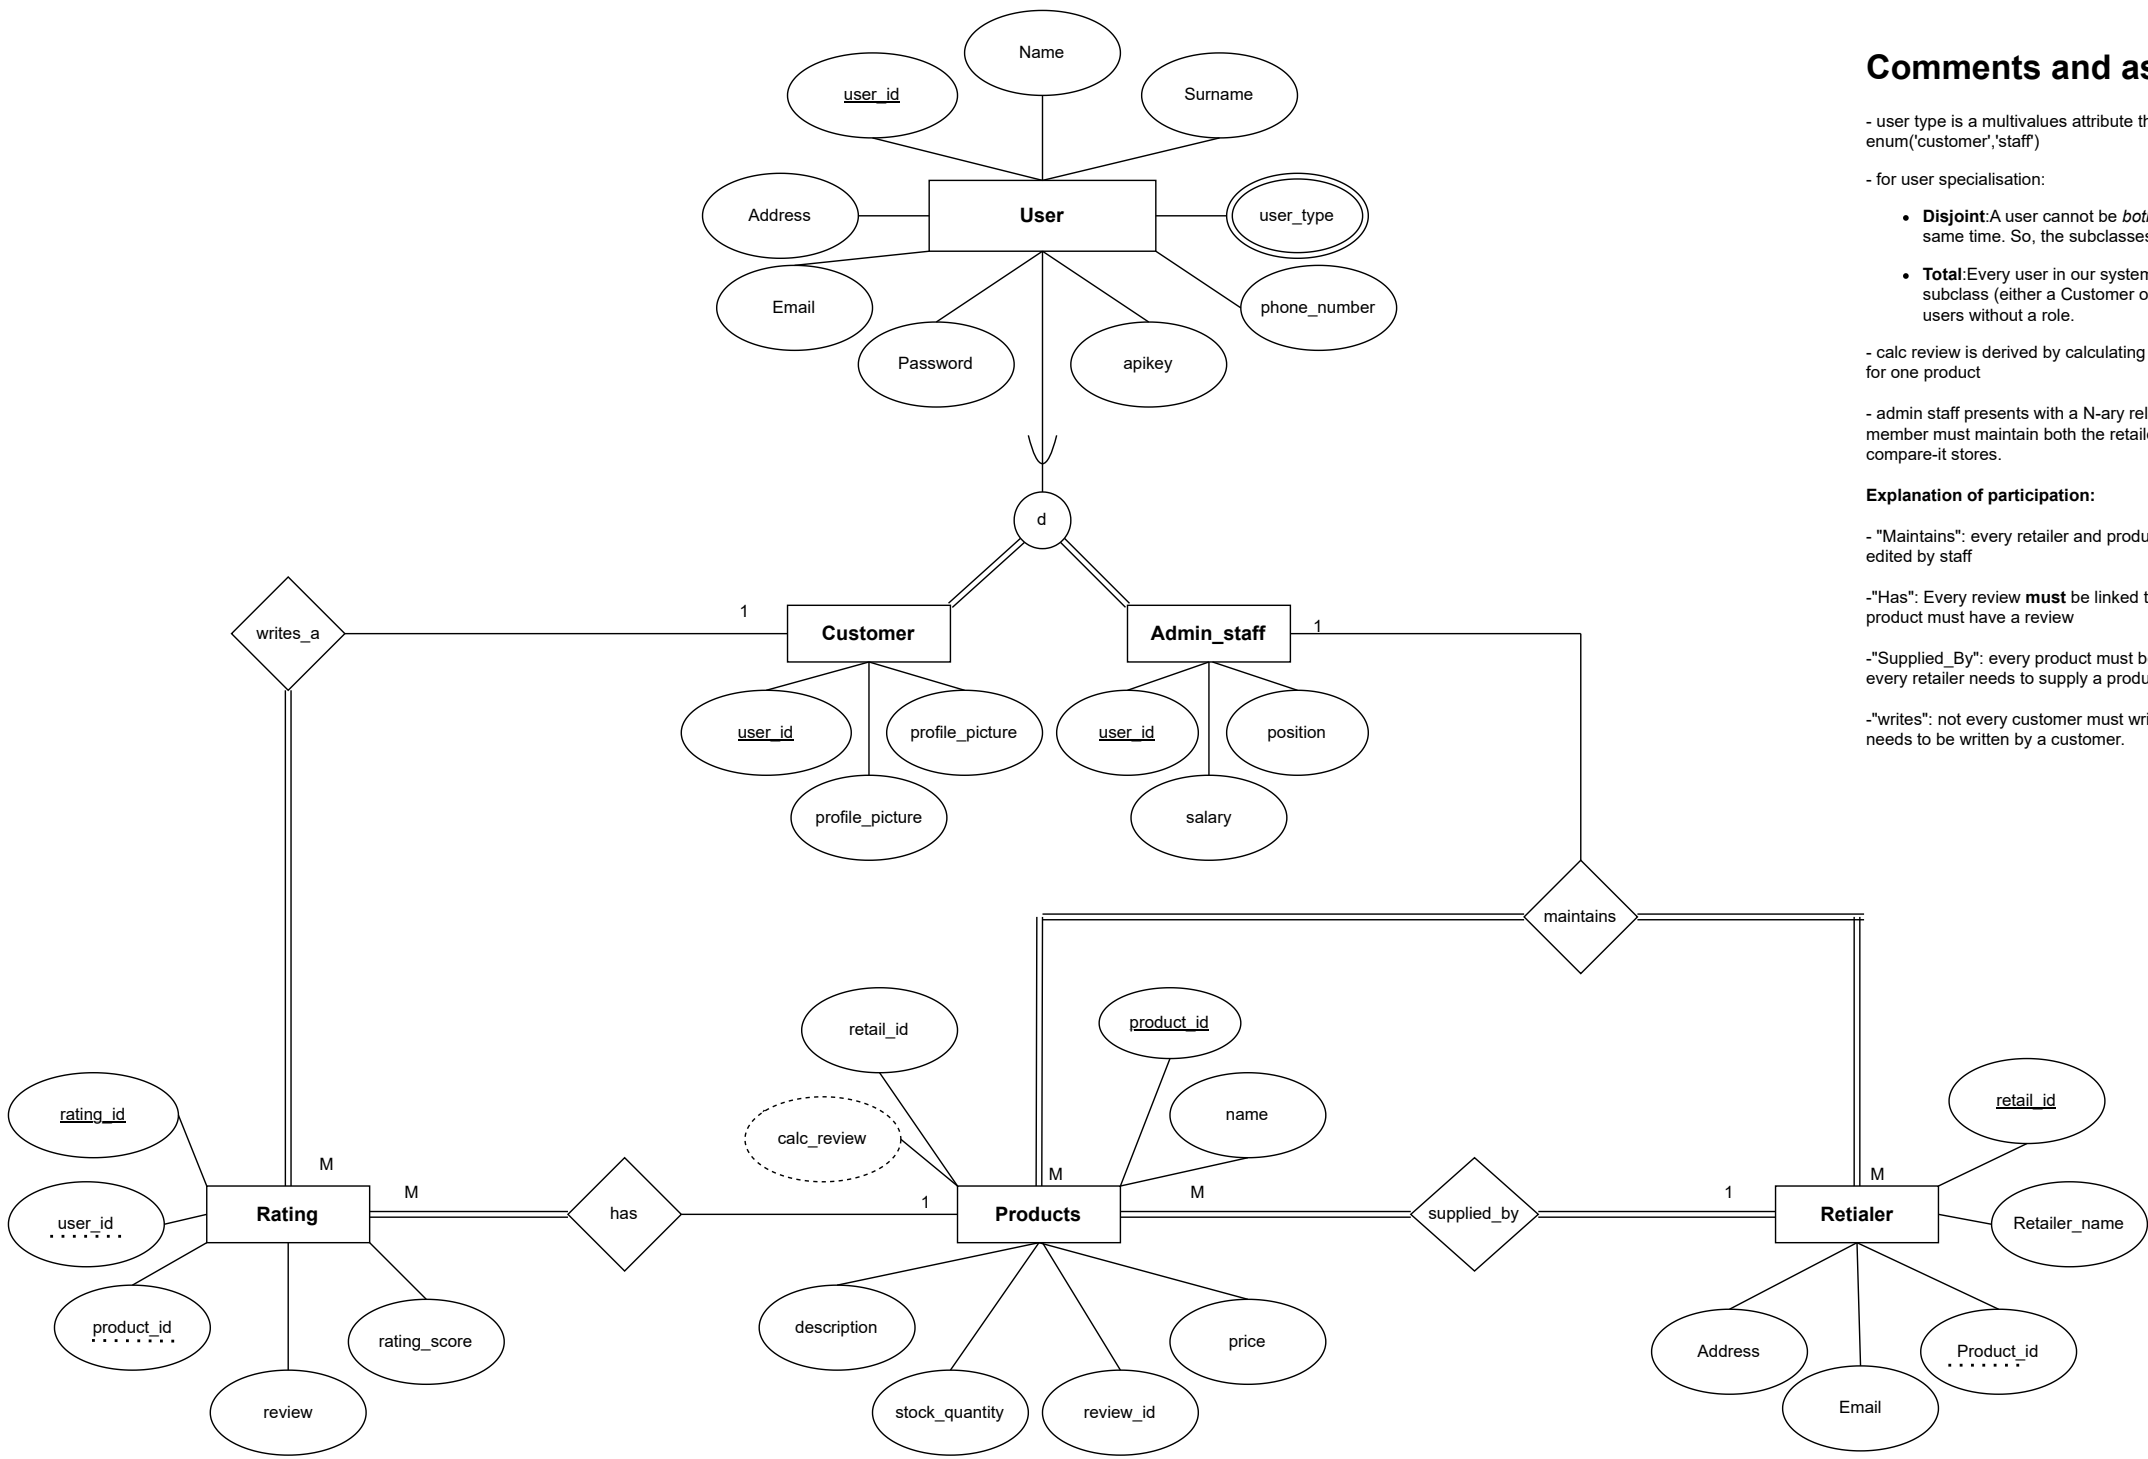 Name
user_id
Surname
Address
User
user_type
Email
phone_number
Password
apikey
d
writes_a
1
Customer
Admin_staff
1
user_id
profile_picture
user_id
position
profile_picture
salary
maintains
retail_id
product_id
rating_id
calc_review
name
retail_id
M
M
M
M
M
1
1
user_id
Rating
has
Products
supplied_by
Retialer
Retailer_name
product_id
rating_score
description
price
Address
Product_id
review
stock_quantity
review_id
Email
Comments and as
- user type is a multivalues attribute th
enum('customer','staff')
- for user specialisation:
• Disjoint:A user cannot be bot
same time. So, the subclasses
• Total:Every user in our system
subclass (either a Customer o
users without a role.
- calc review is derived by calculating
for one product
- admin staff presents with a N-ary rel
member must maintain both the retail
compare-it stores.
Explanation of participation:
- "Maintains": every retailer and produ
edited by staff
-"Has": Every review must be linked t
product must have a review
-"Supplied_By": every product must b
every retailer needs to supply a produ
-"writes": not every customer must wri
needs to be written by a customer.